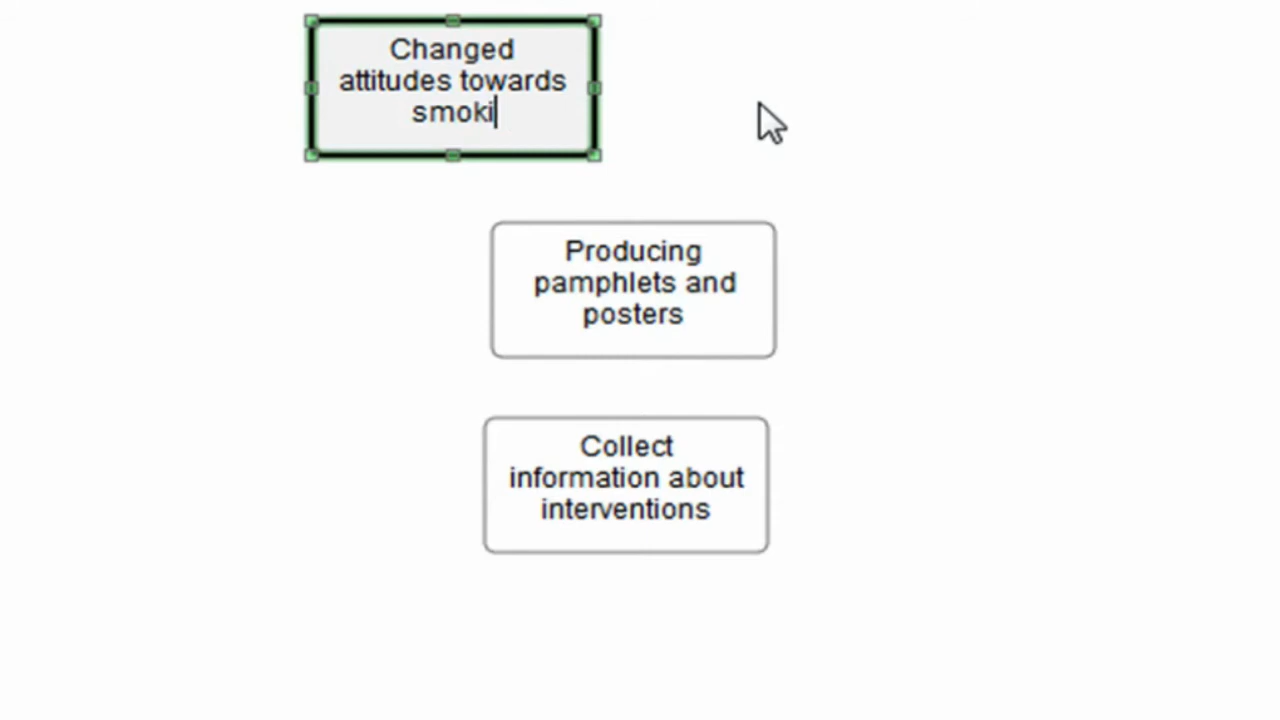 Changed
attitudes towards
smoki
Producing
pamphlets and
posters
Collect
information about
interventions